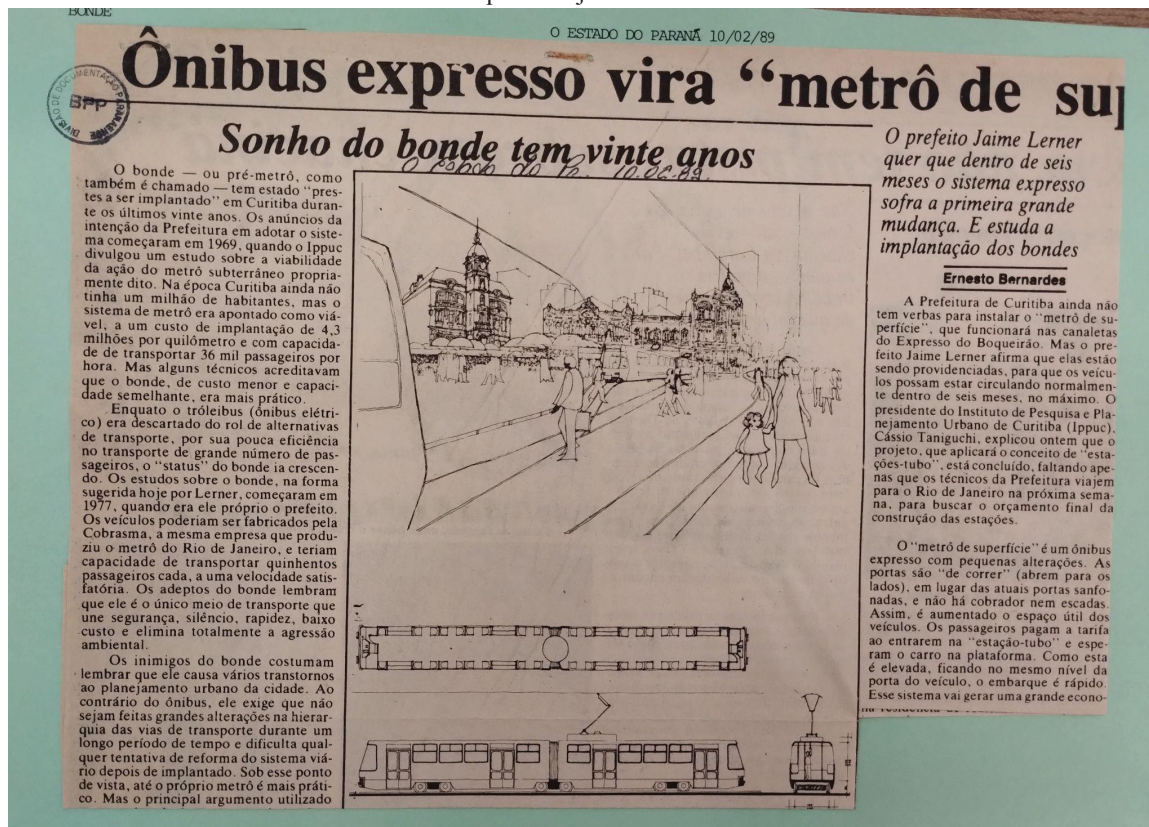 BONDE
O ESTADO DO PARANÁ 10/02/89
DIVISÃO DE DOCUMENTAÇÃO PARANAENSE
BPP
Ônibus expresso vira “metrô de sup
Sonho do bonde tem vinte anos
O bonde — ou pré-metrô, como
também é chamado — tem estado “pres-
tes a ser implantado” em Curitiba duran-
te os últimos vinte anos. Os anúncios da
intenção da Prefeitura em adotar o siste-
ma começaram em 1969, quando o Ippuc
divulgou um estudo sobre a viabilidade
da ação do metrô subterrâneo propria-
mente dito. Na época Curitiba ainda não
tinha um milhão de habitantes, mas o
sistema de metrô era apontado como viá-
vel, a um custo de implantação de 4,3
milhões por quilômetro e com capacida-
de de transportar 36 mil passageiros por
hora. Mas alguns técnicos acreditavam
que o bonde, de custo menor e capaci-
dade semelhante, era mais prático.
Enquato o tróleibus (ônibus elétri-
co) era descartado do rol de alternativas
de transporte, por sua pouca eficiência
no transporte de grande número de pas-
sageiros, o “status” do bonde ia crescen-
do. Os estudos sobre o bonde, na forma
sugerida hoje por Lerner, começaram em
1977, quando era ele próprio o prefeito.
Os veículos poderiam ser fabricados pela
Cobrasma, a mesma empresa que produ-
ziu o metrô do Rio de Janeiro, e teriam
capacidade de transportar quinhentos
passageiros cada, a uma velocidade satis-
fatória. Os adeptos do bonde lembram
que ele é o único meio de transporte que
une segurança, silêncio, rapidez, baixo
custo e elimina totalmente a agressão
ambiental.
Os inimigos do bonde costumam
lembrar que ele causa vários transtornos
ao planejamento urbano da cidade. Ao
contrário do ônibus, ele exige que não
sejam feitas grandes alterações na hierar-
quia das vias de transporte durante um
longo período de tempo e dificulta qual-
quer tentativa de reforma do sistema viá-
rio depois de implantado. Sob esse ponto
de vista, até o próprio metrô é mais práti-
co. Mas o principal argumento utilizado
O prefeito Jaime Lerner
quer que dentro de seis
meses o sistema expresso
sofra a primeira grande
mudança. E estuda a
implantação dos bondes
Ernesto Bernardes
A Prefeitura de Curitiba ainda não
tem verbas para instalar o “metrô de su-
perfície”, que funcionará nas canaletas
do Expresso do Boqueirão. Mas o pre-
feito Jaime Lerner afirma que elas estão
sendo providenciadas, para que os veícu-
los possam estar circulando normalmen-
te dentro de seis meses, no máximo. O
presidente do Instituto de Pesquisa e Pla-
nejamento Urbano de Curitiba (Ippuc),
Cássio Taniguchi, explicou ontem que o
projeto, que aplicará o conceito de “esta-
ções-tubo”, está concluído, faltando ape-
nas que os técnicos da Prefeitura viajem
para o Rio de Janeiro na próxima sema-
na, para buscar o orçamento final da
construção das estações.
O “metrô de superfície” é um ônibus
expresso com pequenas alterações. As
portas são “de correr” (abrem para os
lados), em lugar das atuais portas sanfo-
nadas, e não há cobrador nem escadas.
Assim, é aumentado o espaço útil dos
veículos. Os passageiros pagam a tarifa
ao entrarem na “estação-tubo” e espe-
ram o carro na plataforma. Como esta
é elevada, ficando no mesmo nível da
porta do veículo, o embarque é rápido.
Esse sistema vai gerar uma grande econo-